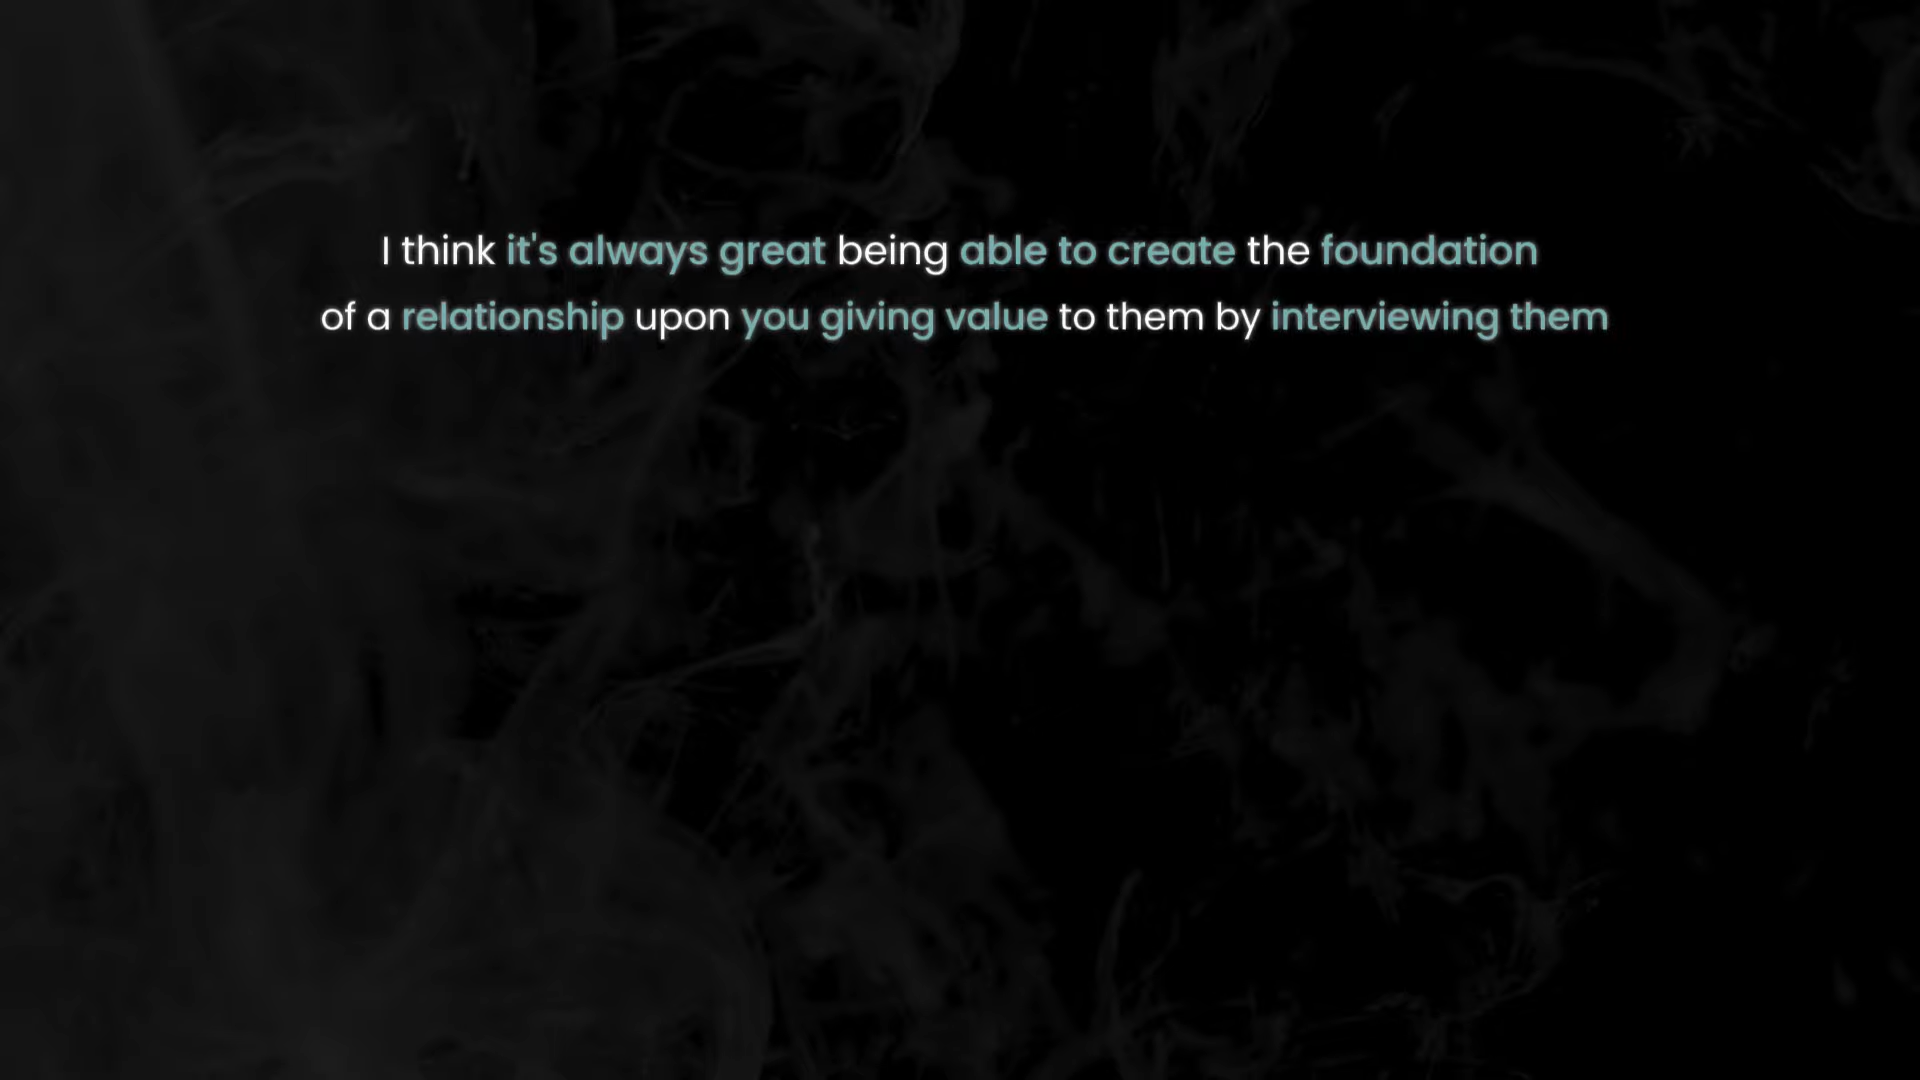 I think it's always great being able to create the foundation
of a relationship upon you giving value to them by interviewing them